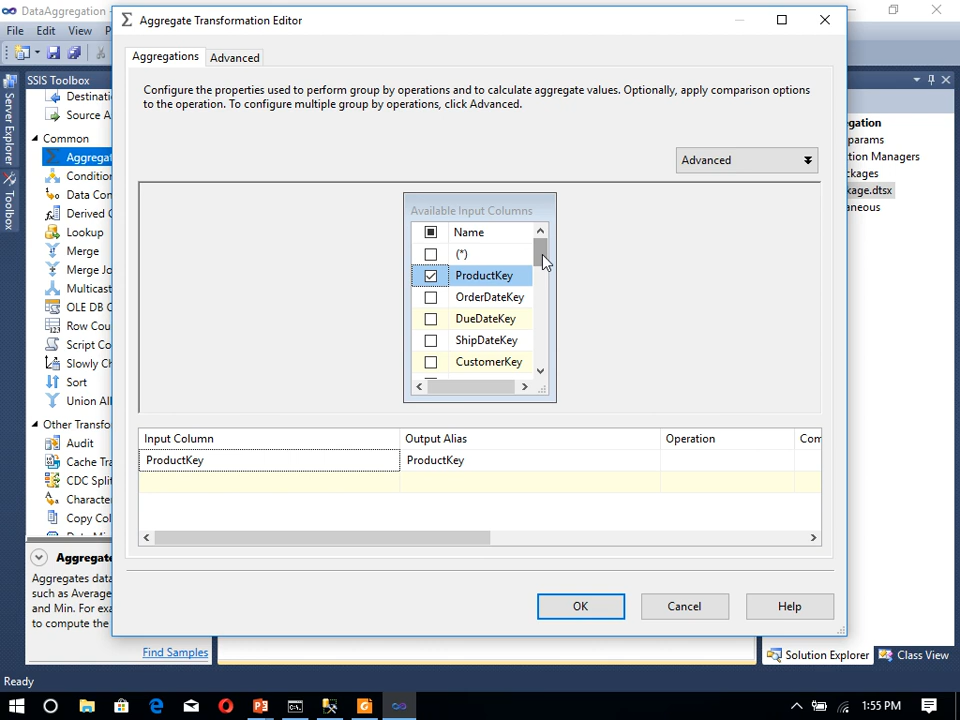 DataAggregation
Aggregate Transformation Editor
File Edit View
SSIS Toolbox
Server Explorer
Toolbox
Destinati
Source A
Common
Aggregat
Condition
Data Con
Derived C
Lookup
Merge
Merge Jo
Multicast
OLE DB C
Row Cou
Script Co
Slowly Ch
Sort
Union All
Other Transfo
Audit
Cache Tra
CDC Split
Character
Copy Col
Aggregate
Aggregates data
such as Average
and Min. For exa
to compute the
Find Samples
Aggregations Advanced
Configure the properties used to perform group by operations and to calculate aggregate values. Optionally, apply comparison options
to the operation. To configure multiple group by operations, click Advanced.
Advanced
Available Input Columns
Name
(*)
ProductKey
OrderDateKey
DueDateKey
ShipDateKey
CustomerKey
Input Column Output Alias Operation Com
ProductKey ProductKey
OK Cancel Help
gation
params
tion Managers
ckages
kage.dtsx
aneous
Solution Explorer Class View
Ready
1:55 PM